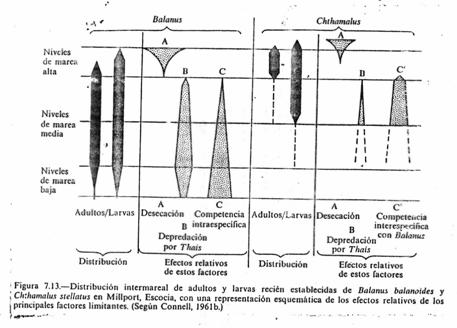 Balanus
Chthamalus
Niveles
de marea
alta
Niveles
de marea
media
Niveles
de marea
baja
A
B
C
A
B
C'
Adultos/Larvas
A
Desecación
C
Competencia
intraespecífica
B
Depredación
por Thais
Adultos/Larvas
A
Desecación
C'
Competencia
interespecífica
con Balanus
B
Depredación
por Thais
Distribución
Efectos relativos
de estos factores
Distribución
Efectos relativos
de estos factores
Figura 7.13.—Distribución intermareal de adultos y larvas recién establecidas de Balanus balanoides y
Chthamalus stellatus en Millport, Escocia, con una representación esquemática de los efectos relativos de los
principales factores limitantes. (Según Connell, 1961b.)